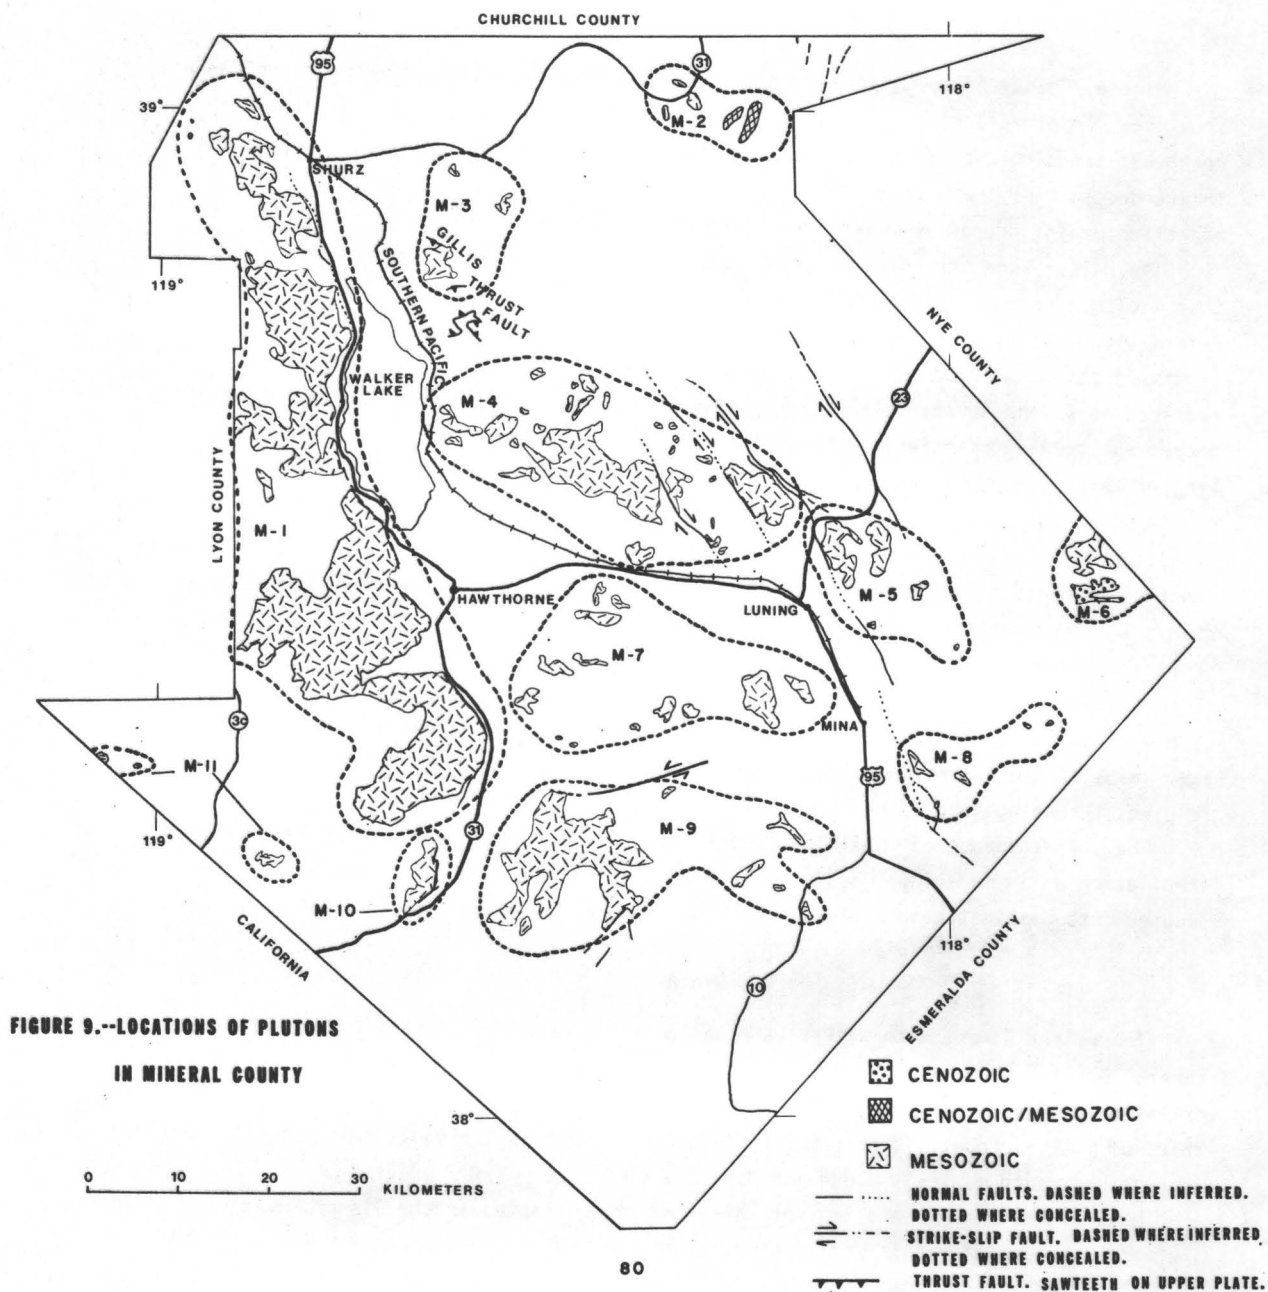 CHURCHILL COUNTY
95
31
118°
39°
M-2
SHURZ
M-3
GILLIS
THRUST
FAULT
SOUTHERN PACIFIC
119°
NYE COUNTY
WALKER
LAKE
M-4
23
LYON COUNTY
M-1
HAWTHORNE
LUNING
M-5
M-6
M-7
MINA
M-8
M-11
95
31
119°
M-9
M-10
CALIFORNIA
118°
ESMERALDA COUNTY
10
FIGURE 9.--LOCATIONS OF PLUTONS
IN MINERAL COUNTY
38°
0 10 20 30 KILOMETERS
CENOZOIC
CENOZOIC/MESOZOIC
MESOZOIC
NORMAL FAULTS. DASHED WHERE INFERRED.
DOTTED WHERE CONCEALED.
STRIKE-SLIP FAULT. DASHED WHERE INFERRED
DOTTED WHERE CONCEALED.
THRUST FAULT. SAWTEETH ON UPPER PLATE.
80